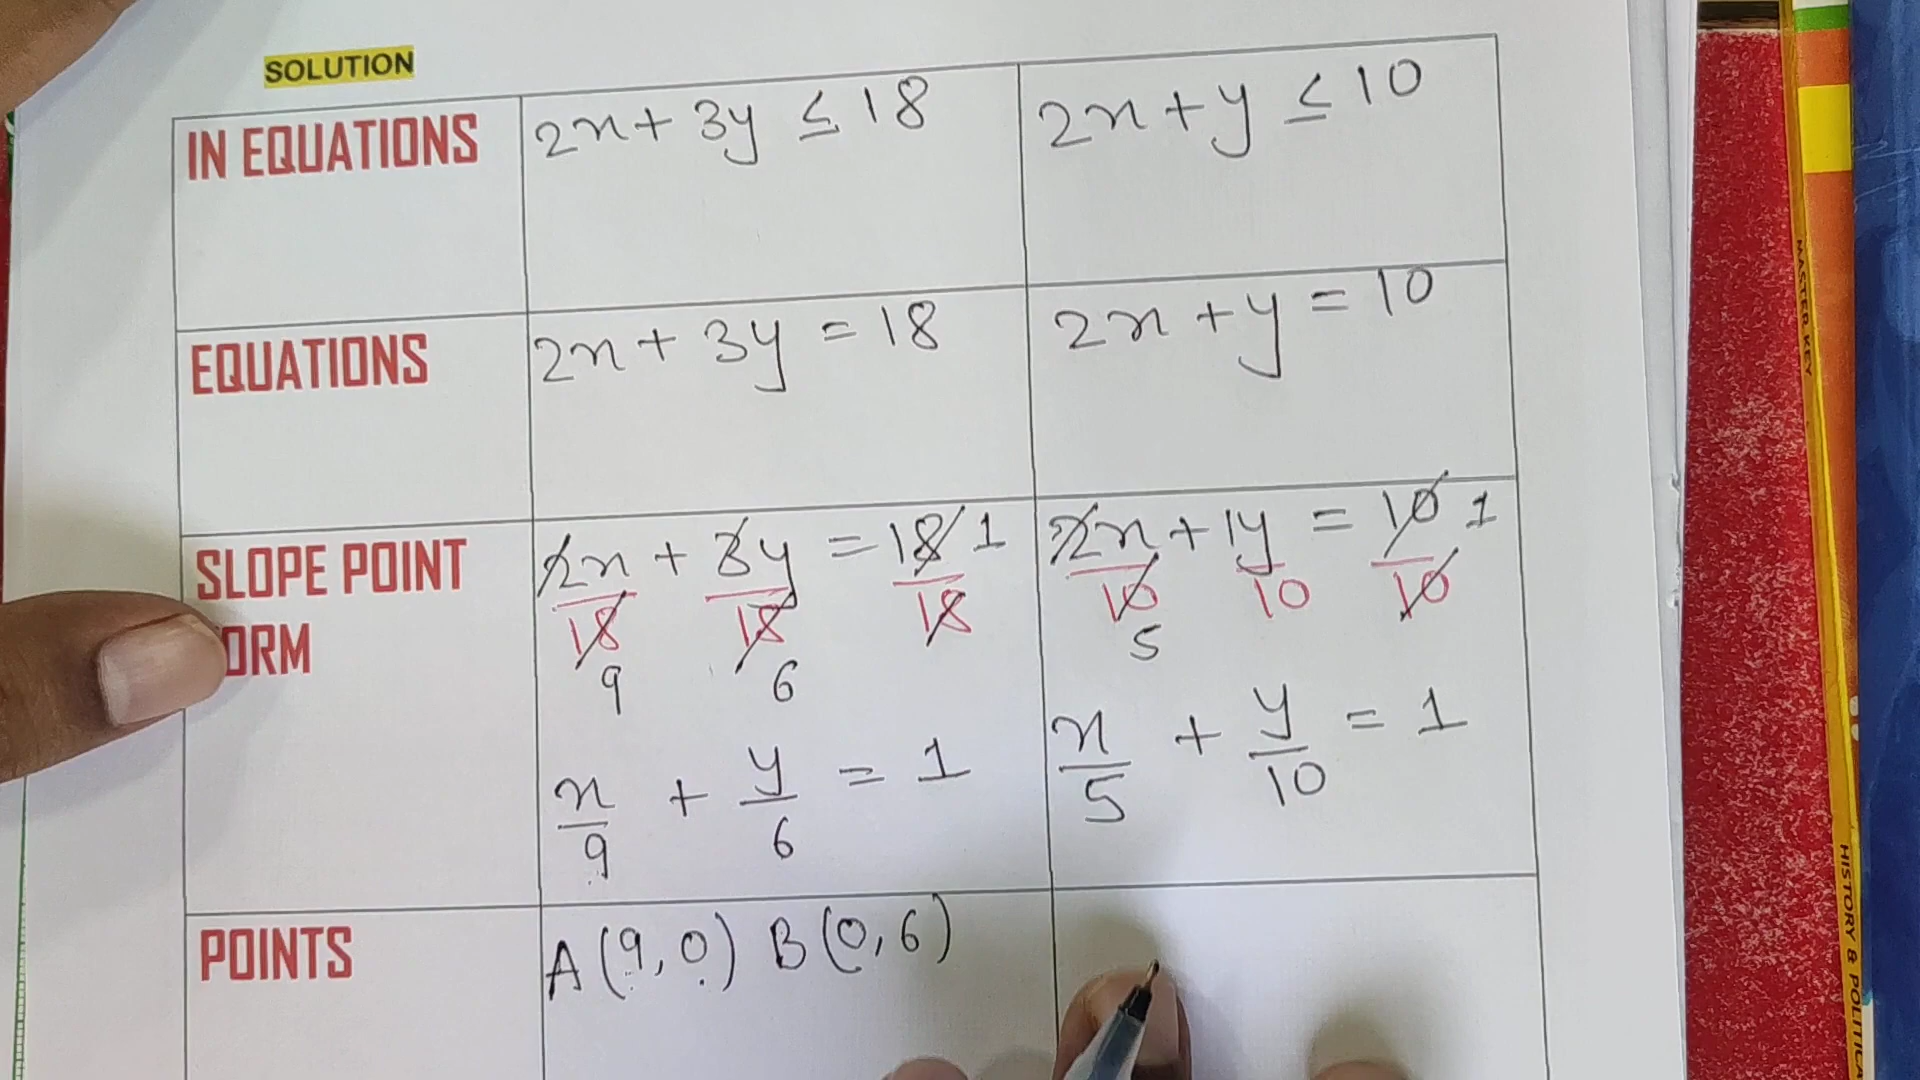 SOLUTION
IN EQUATIONS
2x + 3y ≤ 18
2x + y ≤ 10
EQUATIONS
2x + 3y = 18
2x + y = 10
SLOPE POINT
ORM
2x/18 + 3y/18 = 18/18 1
9 6
x/9 + y/6 = 1
2x/10 + 1y/10 = 10/10 1
5
x/5 + y/10 = 1
POINTS
A (9, 0) B (0, 6)
MASTER KEY
HISTORY & POLITICA